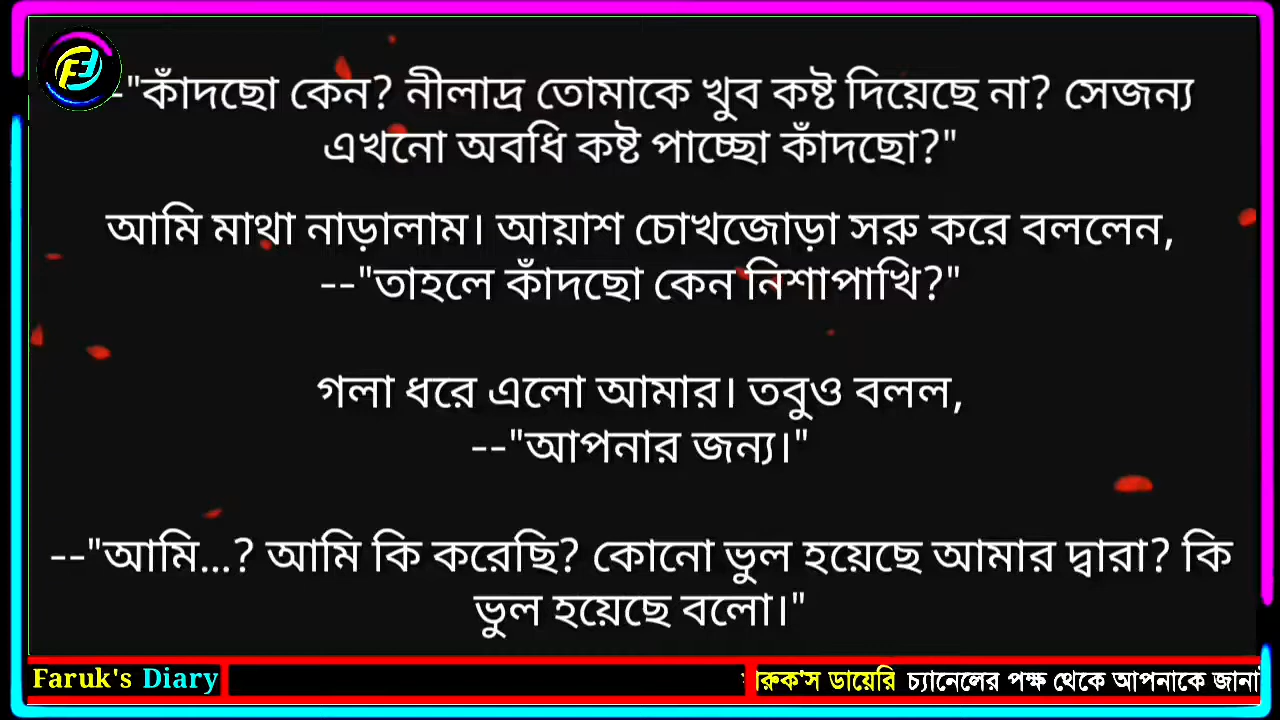 --"কাঁদছো কেন? নীলাদ্র তোমাকে খুব কষ্ট দিয়েছে না? সেজন্য
এখনো অবধি কষ্ট পাচ্ছো কাঁদছো?"
আমি মাথা নাড়ালাম। আয়াশ চোখজোড়া সরু করে বললেন,
--"তাহলে কাঁদছো কেন নিশাপাখি?"
গলা ধরে এলো আমার। তবুও বলল,
--"আপনার জন্য।"
--"আমি...? আমি কি করেছি? কোনো ভুল হয়েছে আমার দ্বারা? কি
ভুল হয়েছে বলো।"
Faruk's Diary
ডায়েরি চ্যানেলের পক্ষ থেকে আপনাকে